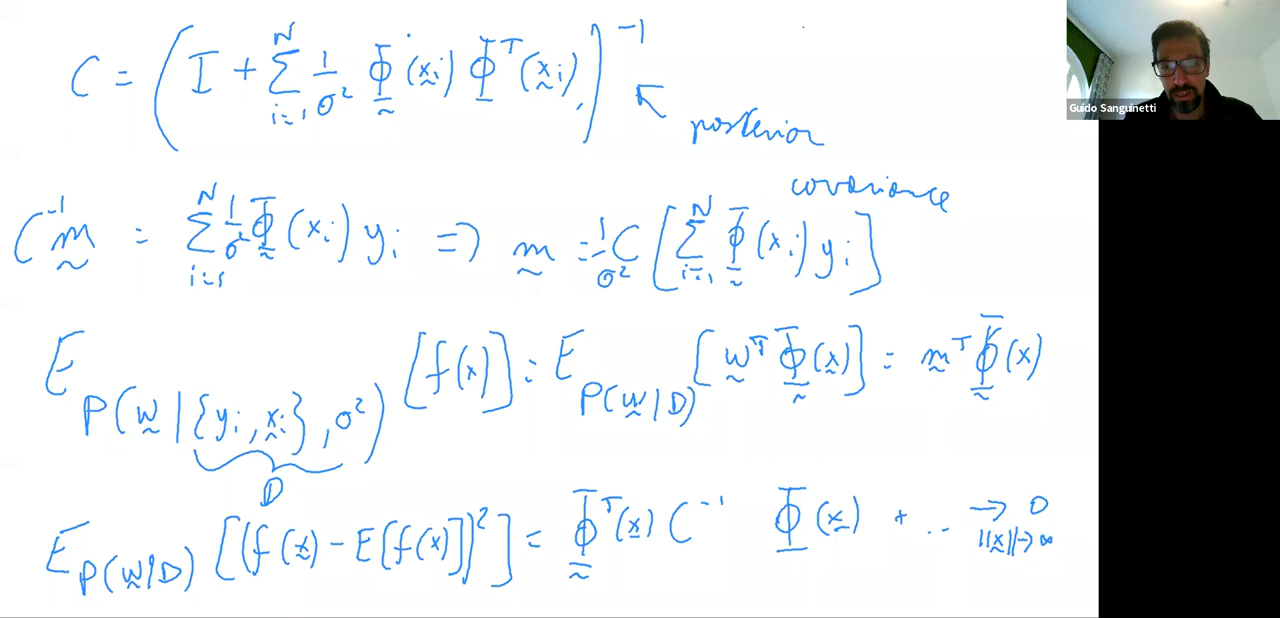 C = ( I + Σ_{i=1}^{N} 1/σ² Φ(x_i) Φ^T(x_i) )^{-1}
Guido Sanguinetti
posterior
covariance
C^{-1} m = Σ_{i=1}^{N} 1/σ² Φ(x_i) y_i => m = 1/σ² C [ Σ_{i=1}^{N} Φ(x_i) y_i ]
E_{P(w | {y_i, x_i}, σ²)} [f(x)] = E_{P(w|D)} [ w^T Φ(x) ] = m^T Φ(x)
D
E_{P(w|D)} [ (f(x) - E[f(x)])² ] = Φ^T(x) C^{-1} Φ(x) + .. → 0
||x|| → ∞